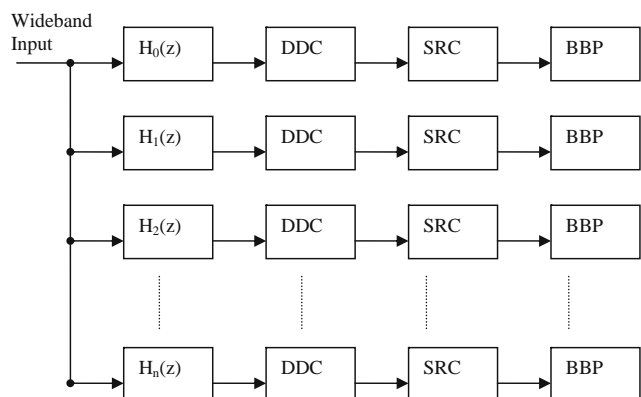 Wideband
Input
H₀(z) DDC SRC BBP
H₁(z) DDC SRC BBP
H₂(z) DDC SRC BBP
Hₙ(z) DDC SRC BBP